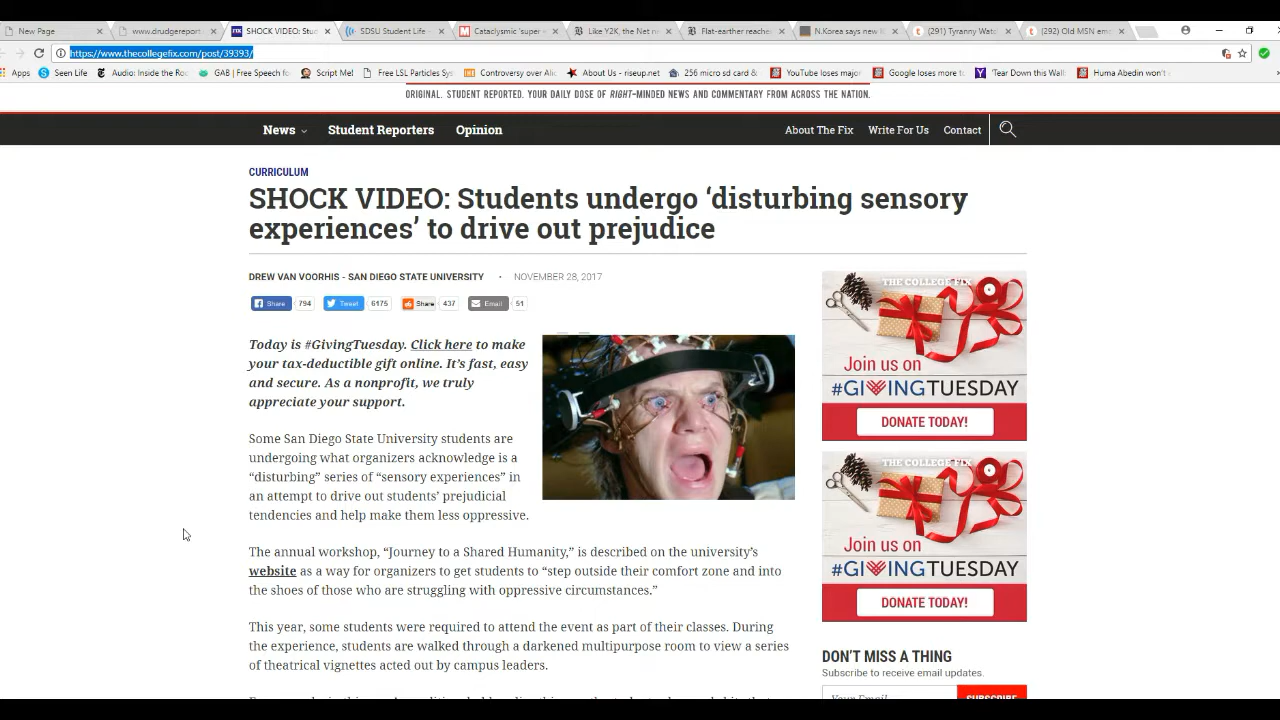 New Page
www.drudgereport
SHOCK VIDEO: Stud
SDSU Student Life -
Cataclysmic 'super v
Like Y2K, the Net n
Flat-earther reache
N.Korea says new I
(291) Tyranny Wat
(292) Old MSN em
https://www.thecollegefix.com/post/39393/
Apps
Seen Life
Audio: Inside the Ro
GAB | Free Speech fo
Script Me!
Free LSL Particles Sy
Controversy over Ali
About Us - riseup.net
256 micro sd card &
YouTube loses major
Google loses more t
'Tear Down this Wall
Huma Abedin won't
ORIGINAL. STUDENT REPORTED. YOUR DAILY DOSE OF RIGHT-MINDED NEWS AND COMMENTARY FROM ACROSS THE NATION.
News
Student Reporters
Opinion
About The Fix
Write For Us
Contact
CURRICULUM
SHOCK VIDEO: Students undergo ‘disturbing sensory
experiences’ to drive out prejudice
DREW VAN VOORHIS - SAN DIEGO STATE UNIVERSITY • NOVEMBER 28, 2017
Share 794
Tweet 6175
Share 437
Email 51
Today is #GivingTuesday. Click here to make
your tax-deductible gift online. It’s fast, easy
and secure. As a nonprofit, we truly
appreciate your support.
Some San Diego State University students are
undergoing what organizers acknowledge is a
“disturbing” series of “sensory experiences” in
an attempt to drive out students’ prejudicial
tendencies and help make them less oppressive.
The annual workshop, “Journey to a Shared Humanity,” is described on the university’s
website as a way for organizers to get students to “step outside their comfort zone and into
the shoes of those who are struggling with oppressive circumstances.”
This year, some students were required to attend the event as part of their classes. During
the experience, students are walked through a darkened multipurpose room to view a series
of theatrical vignettes acted out by campus leaders.
THE COLLEGE FIX
Join us on
#GIVINGTUESDAY
DONATE TODAY!
THE COLLEGE FIX
Join us on
#GIVINGTUESDAY
DONATE TODAY!
DON’T MISS A THING
Subscribe to receive email updates.
Your Email
SUBSCRIBE